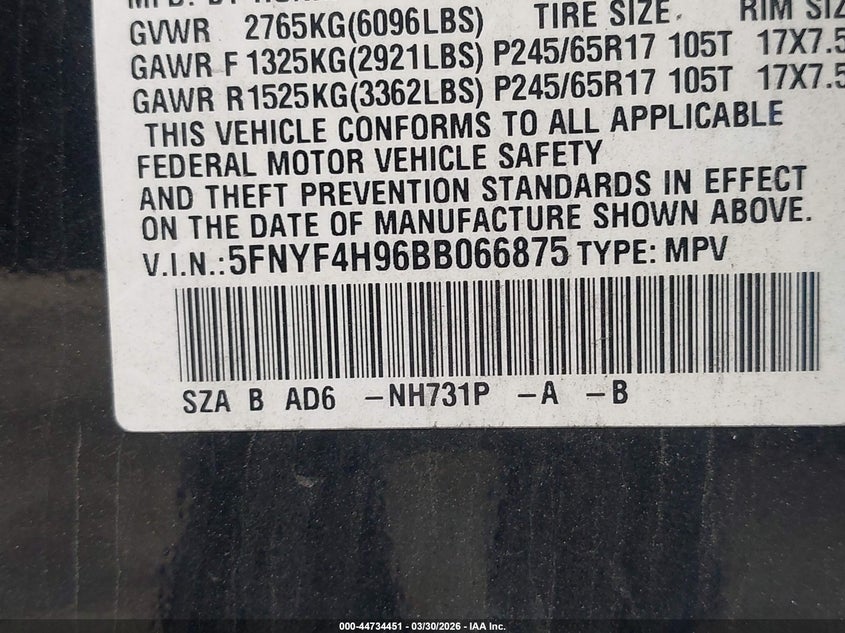 GVWR 2765KG(6096LBS) TIRE SIZE. RIM SIZ
GAWR F 1325KG(2921LBS) P245/65R17 105T 17X7.5
GAWR R1525KG(3362LBS) P245/65R17 105T 17X7.5
THIS VEHICLE CONFORMS TO ALL APPLICABLE
FEDERAL MOTOR VEHICLE SAFETY
AND THEFT PREVENTION STANDARDS IN EFFECT
ON THE DATE OF MANUFACTURE SHOWN ABOVE.
V.I.N.:5FNYF4H96BB066875 TYPE: MPV
SZA B AD6 -NH731P -A -B
000-44734451 - 03/30/2026 - IAA Inc.